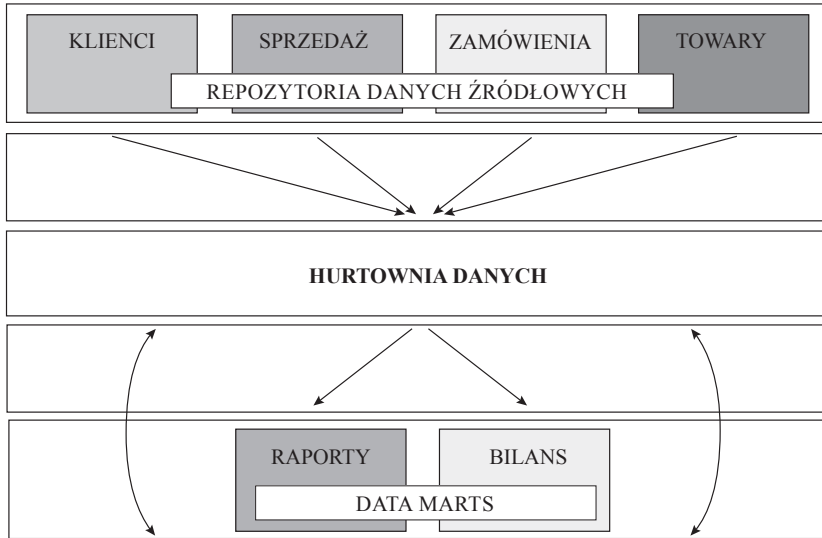 KLIENCI
SPRZEDAŻ
ZAMÓWIENIA
TOWARY
REPOZYTORIA DANYCH ŹRÓDŁOWYCH
HURTOWNIA DANYCH
RAPORTY
BILANS
DATA MARTS